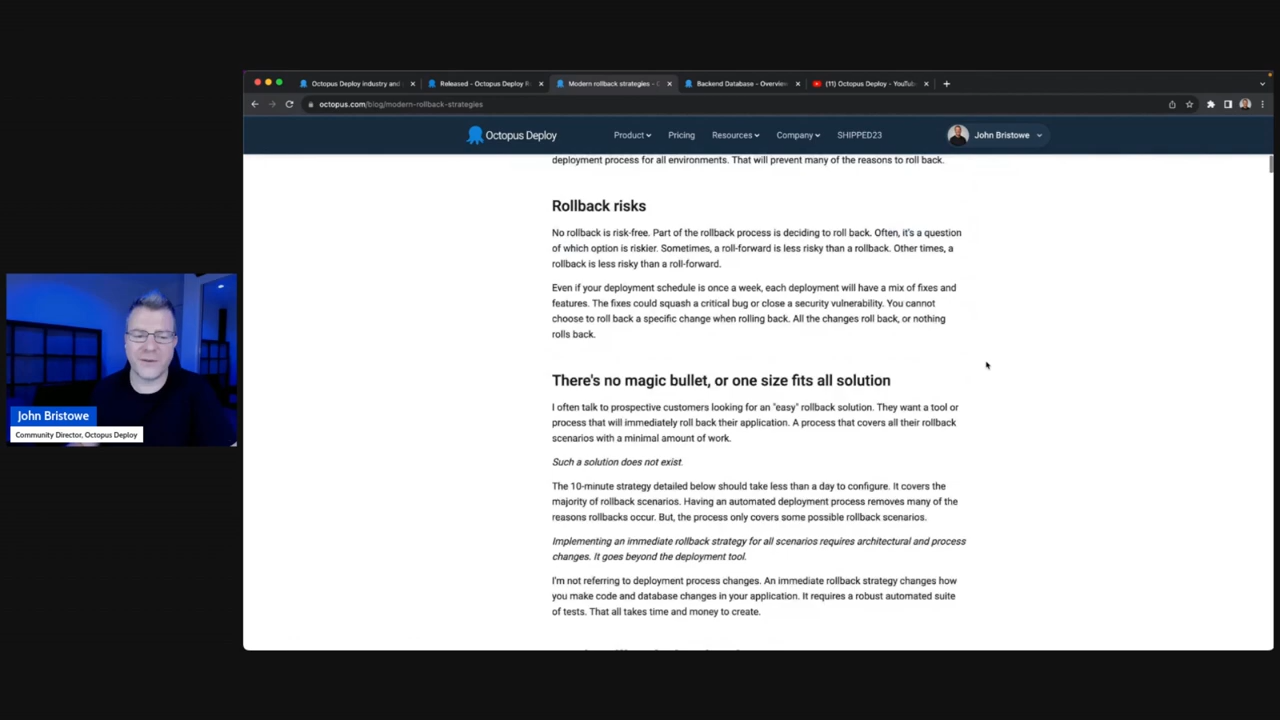 Octopus Deploy industry and
Released - Octopus Deploy R
Modern rollback strategies - O
Backend Database - Overview
(11) Octopus Deploy - YouTub
octopus.com/blog/modern-rollback-strategies
Octopus Deploy
Product
Pricing
Resources
Company
SHIPPED23
John Bristowe
deployment process for all environments. That will prevent many of the reasons to roll back.
Rollback risks
No rollback is risk-free. Part of the rollback process is deciding to roll back. Often, it's a question
of which option is riskier. Sometimes, a roll-forward is less risky than a rollback. Other times, a
rollback is less risky than a roll-forward.
Even if your deployment schedule is once a week, each deployment will have a mix of fixes and
features. The fixes could squash a critical bug or close a security vulnerability. You cannot
choose to roll back a specific change when rolling back. All the changes roll back, or nothing
rolls back.
There's no magic bullet, or one size fits all solution
I often talk to prospective customers looking for an "easy" rollback solution. They want a tool or
process that will immediately roll back their application. A process that covers all their rollback
scenarios with a minimal amount of work.
Such a solution does not exist.
The 10-minute strategy detailed below should take less than a day to configure. It covers the
majority of rollback scenarios. Having an automated deployment process removes many of the
reasons rollbacks occur. But, the process only covers some possible rollback scenarios.
Implementing an immediate rollback strategy for all scenarios requires architectural and process
changes. It goes beyond the deployment tool.
I'm not referring to deployment process changes. An immediate rollback strategy changes how
you make code and database changes in your application. It requires a robust automated suite
of tests. That all takes time and money to create.
John Bristowe
Community Director, Octopus Deploy